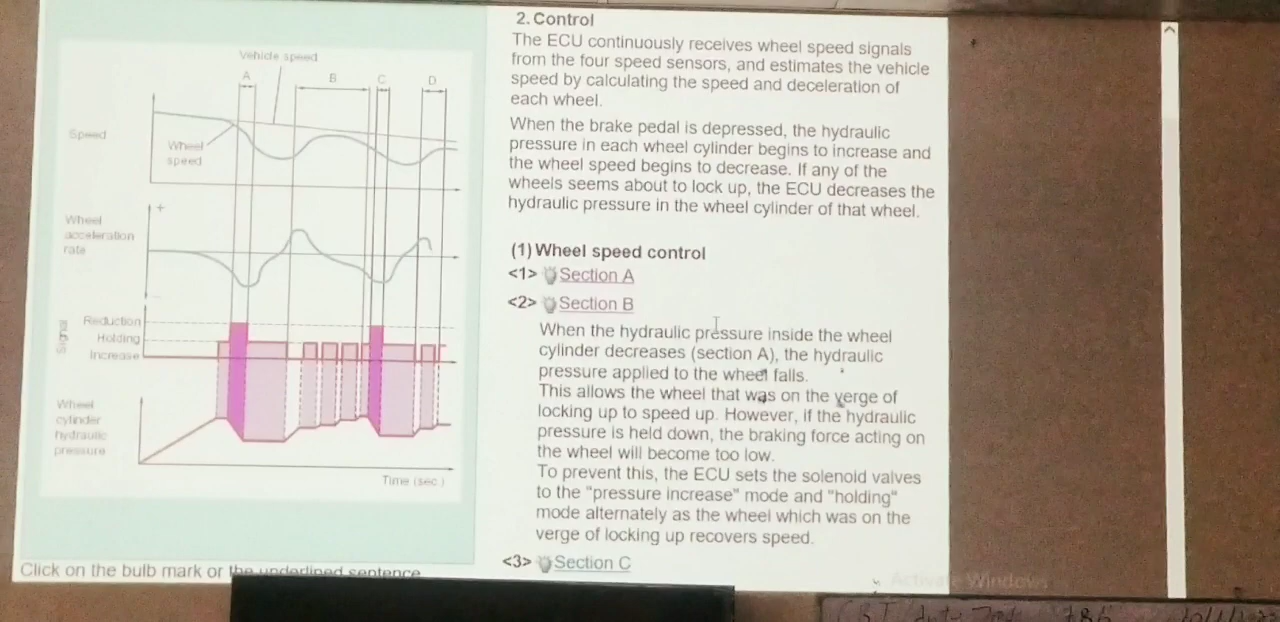 Vehicle speed
A
B
C
D
Speed
Wheel
speed
+
Wheel
acceleration
rate
Signal
Reduction
Holding
Increase
Wheel
cylinder
hydraulic
pressure
Time (sec.)
Click on the bulb mark or the underlined sentence
2. Control
The ECU continuously receives wheel speed signals
from the four speed sensors, and estimates the vehicle
speed by calculating the speed and deceleration of
each wheel.
When the brake pedal is depressed, the hydraulic
pressure in each wheel cylinder begins to increase and
the wheel speed begins to decrease. If any of the
wheels seems about to lock up, the ECU decreases the
hydraulic pressure in the wheel cylinder of that wheel.
(1) Wheel speed control
<1> Section A
<2> Section B
When the hydraulic pressure inside the wheel
cylinder decreases (section A), the hydraulic
pressure applied to the wheel falls.
This allows the wheel that was on the verge of
locking up to speed up. However, if the hydraulic
pressure is held down, the braking force acting on
the wheel will become too low.
To prevent this, the ECU sets the solenoid valves
to the "pressure increase" mode and "holding"
mode alternately as the wheel which was on the
verge of locking up recovers speed.
<3> Section C
Activate Windows